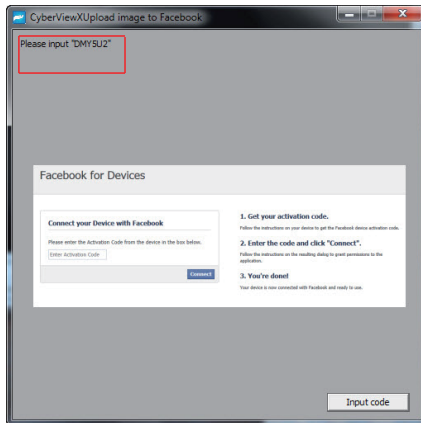 CyberViewXUpload image to Facebook
Please input "DMY5U2"
Facebook for Devices
Connect your Device with Facebook
Please enter the Activation Code from the device in the box below.
Enter Activation Code
Connect
1. Get your activation code.
Follow the instructions on your device to get the Facebook device activation code.
2. Enter the code and click "Connect".
Follow the instructions on the resulting dialog to grant permissions to the
application.
3. You're done!
Your device is now connected with Facebook and ready to use.
Input code